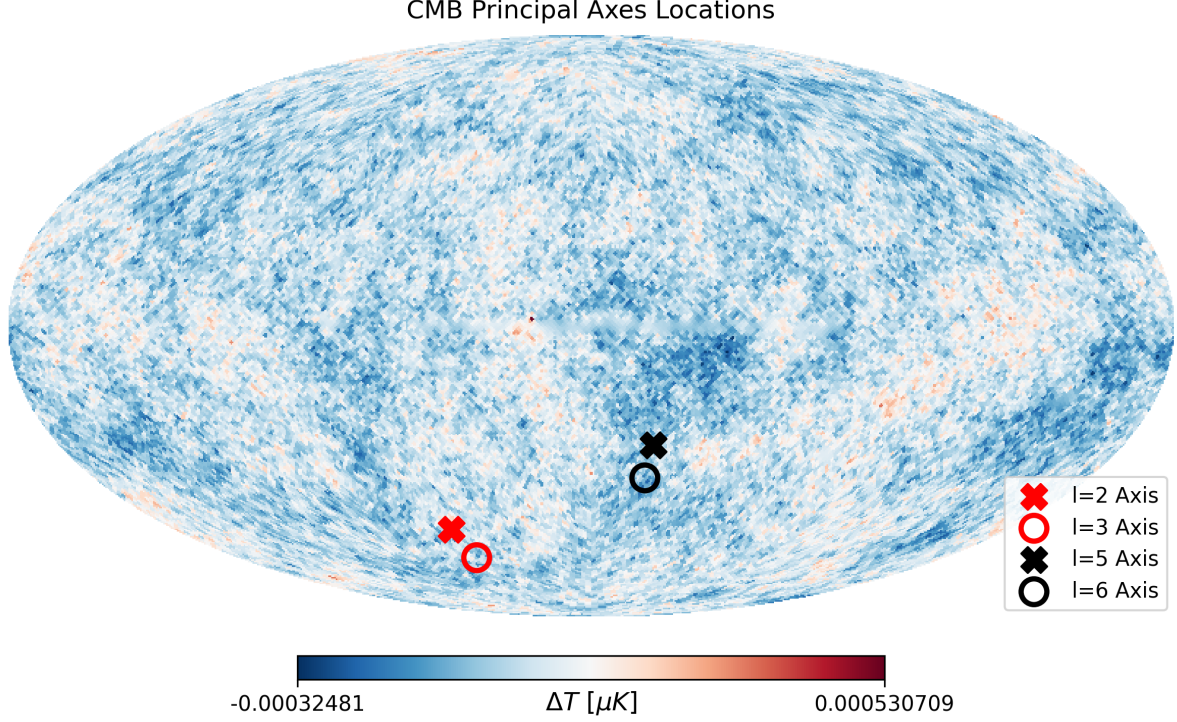 CMB Principal Axes Locations
l=2 Axis
l=3 Axis
l=5 Axis
l=6 Axis
-0.00032481 ΔT [μK] 0.000530709